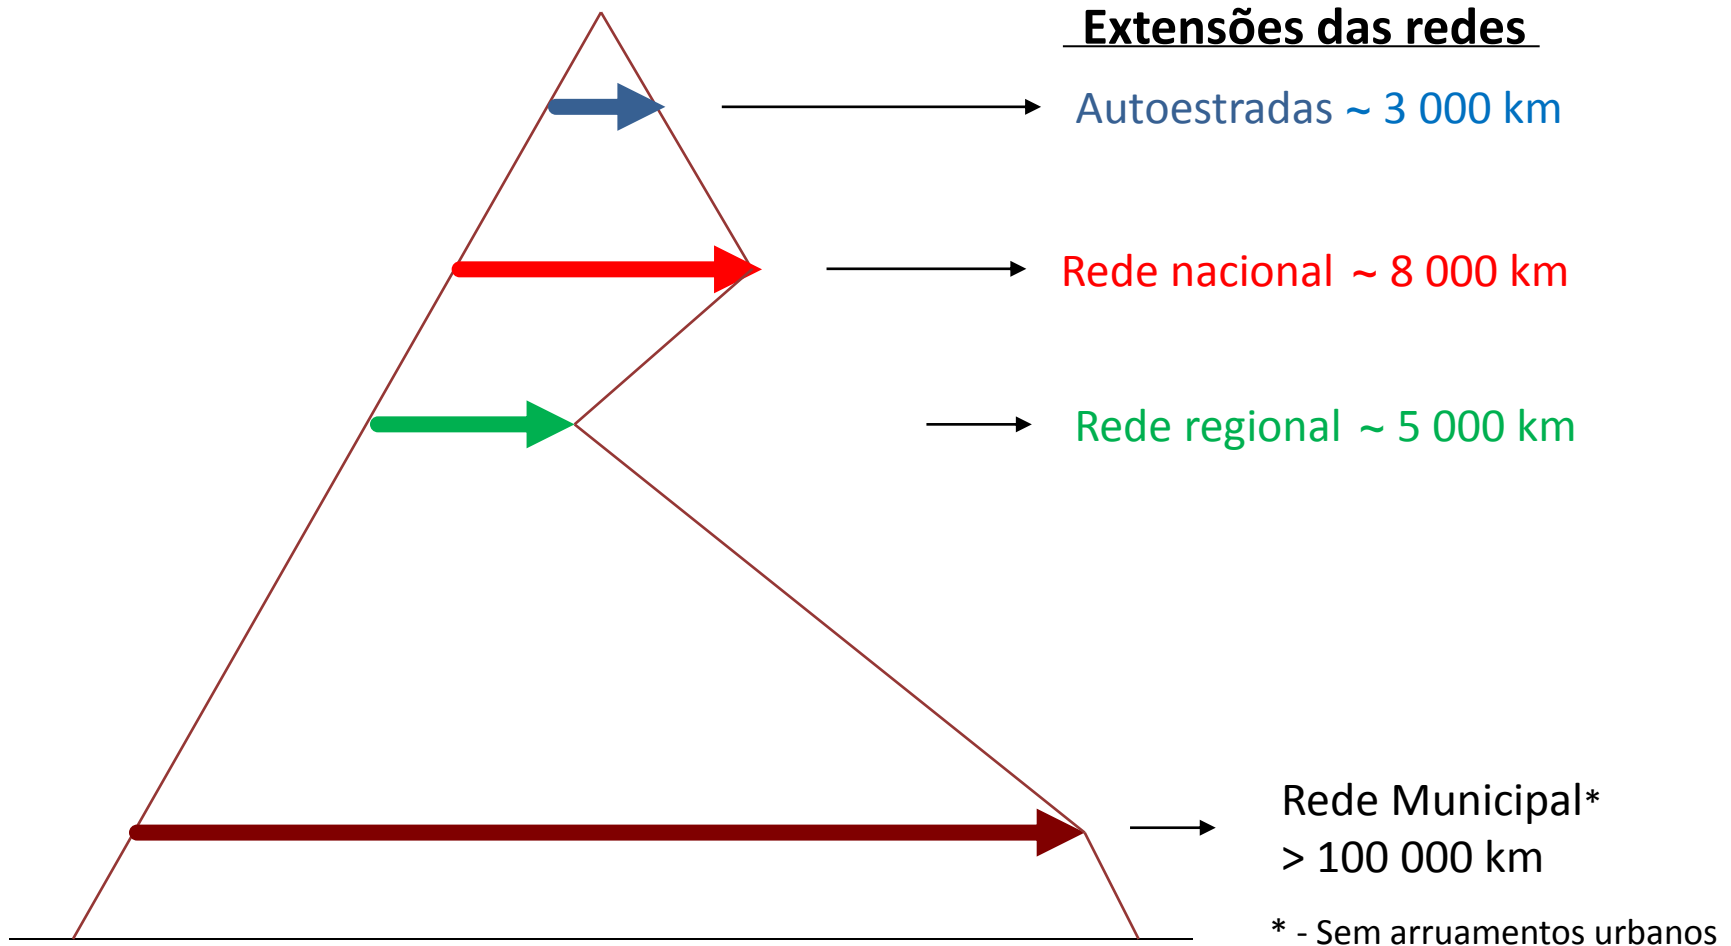 Extensões das redes
Autoestradas ~ 3 000 km
Rede nacional ~ 8 000 km
Rede regional ~ 5 000 km
Rede Municipal*
> 100 000 km
* - Sem arruamentos urbanos